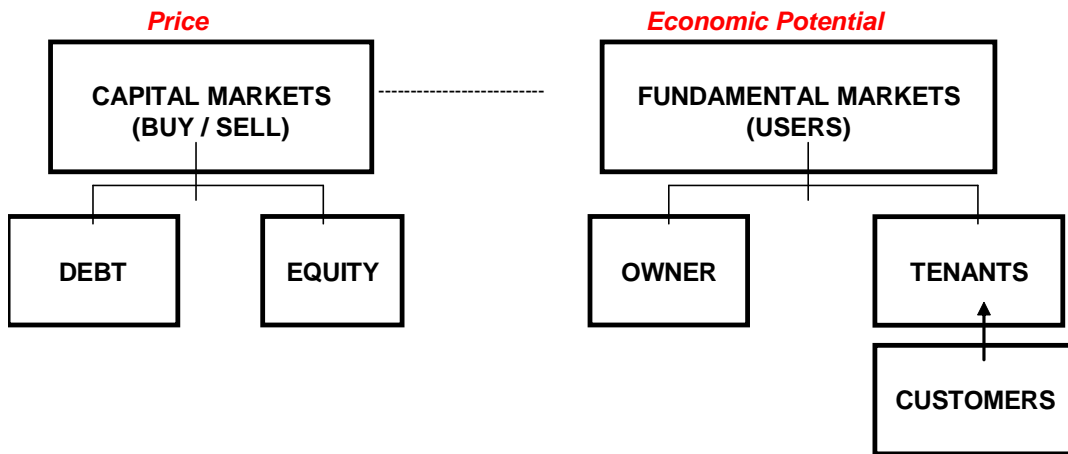 Price
Economic Potential
CAPITAL MARKETS
(BUY / SELL)
FUNDAMENTAL MARKETS
(USERS)
DEBT
EQUITY
OWNER
TENANTS
CUSTOMERS